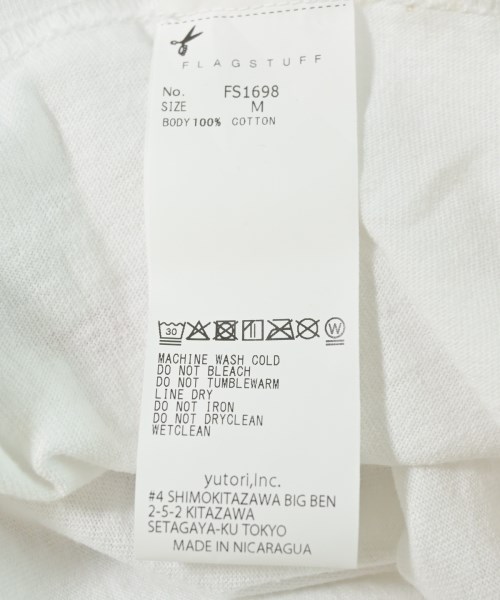 FLAGSTUFF
No. FS1698
SIZE M
BODY 100% COTTON
30 W
MACHINE WASH COLD
DO NOT BLEACH
DO NOT TUMBLEWARM
LINE DRY
DO NOT IRON
DO NOT DRYCLEAN
WETCLEAN
yutori,Inc.
#4 SHIMOKITAZAWA BIG BEN
2-5-2 KITAZAWA
SETAGAYA-KU TOKYO
MADE IN NICARAGUA